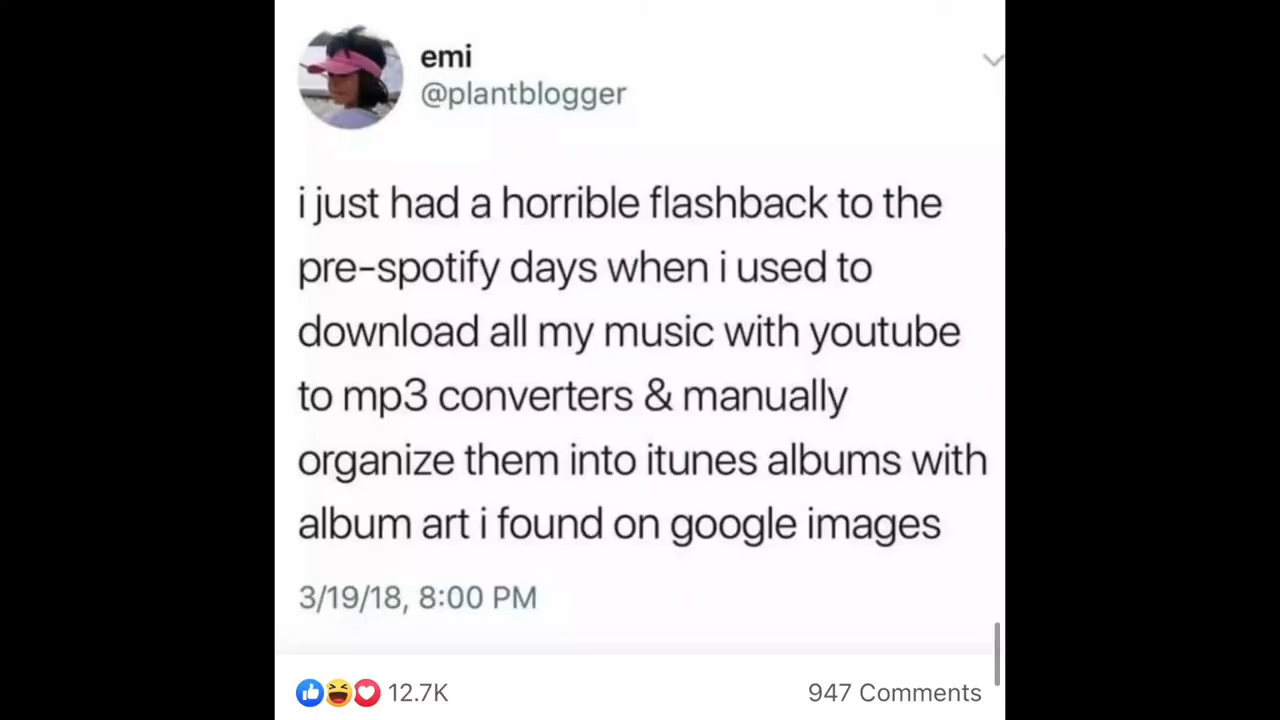 emi
@plantblogger
i just had a horrible flashback to the
pre-spotify days when i used to
download all my music with youtube
to mp3 converters & manually
organize them into itunes albums with
album art i found on google images
3/19/18, 8:00 PM
12.7K
947 Comments